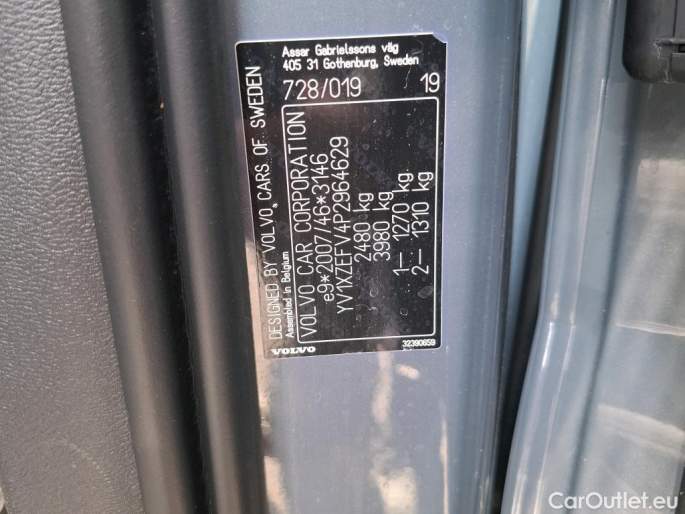 Assar Gabrielssons väg
405 31 Gothenburg, Sweden
728/019 19
DESIGNED BY VOLVO CARS OF SWEDEN
Assembled in Belgium
VOLVO CAR CORPORATION
e9*2007/46*3146
YV1XZEFV4P2964629
2480 kg
3980 kg
1– 1270 kg
2– 1310 kg
VOLVO
32390659
CarOutlet.eu